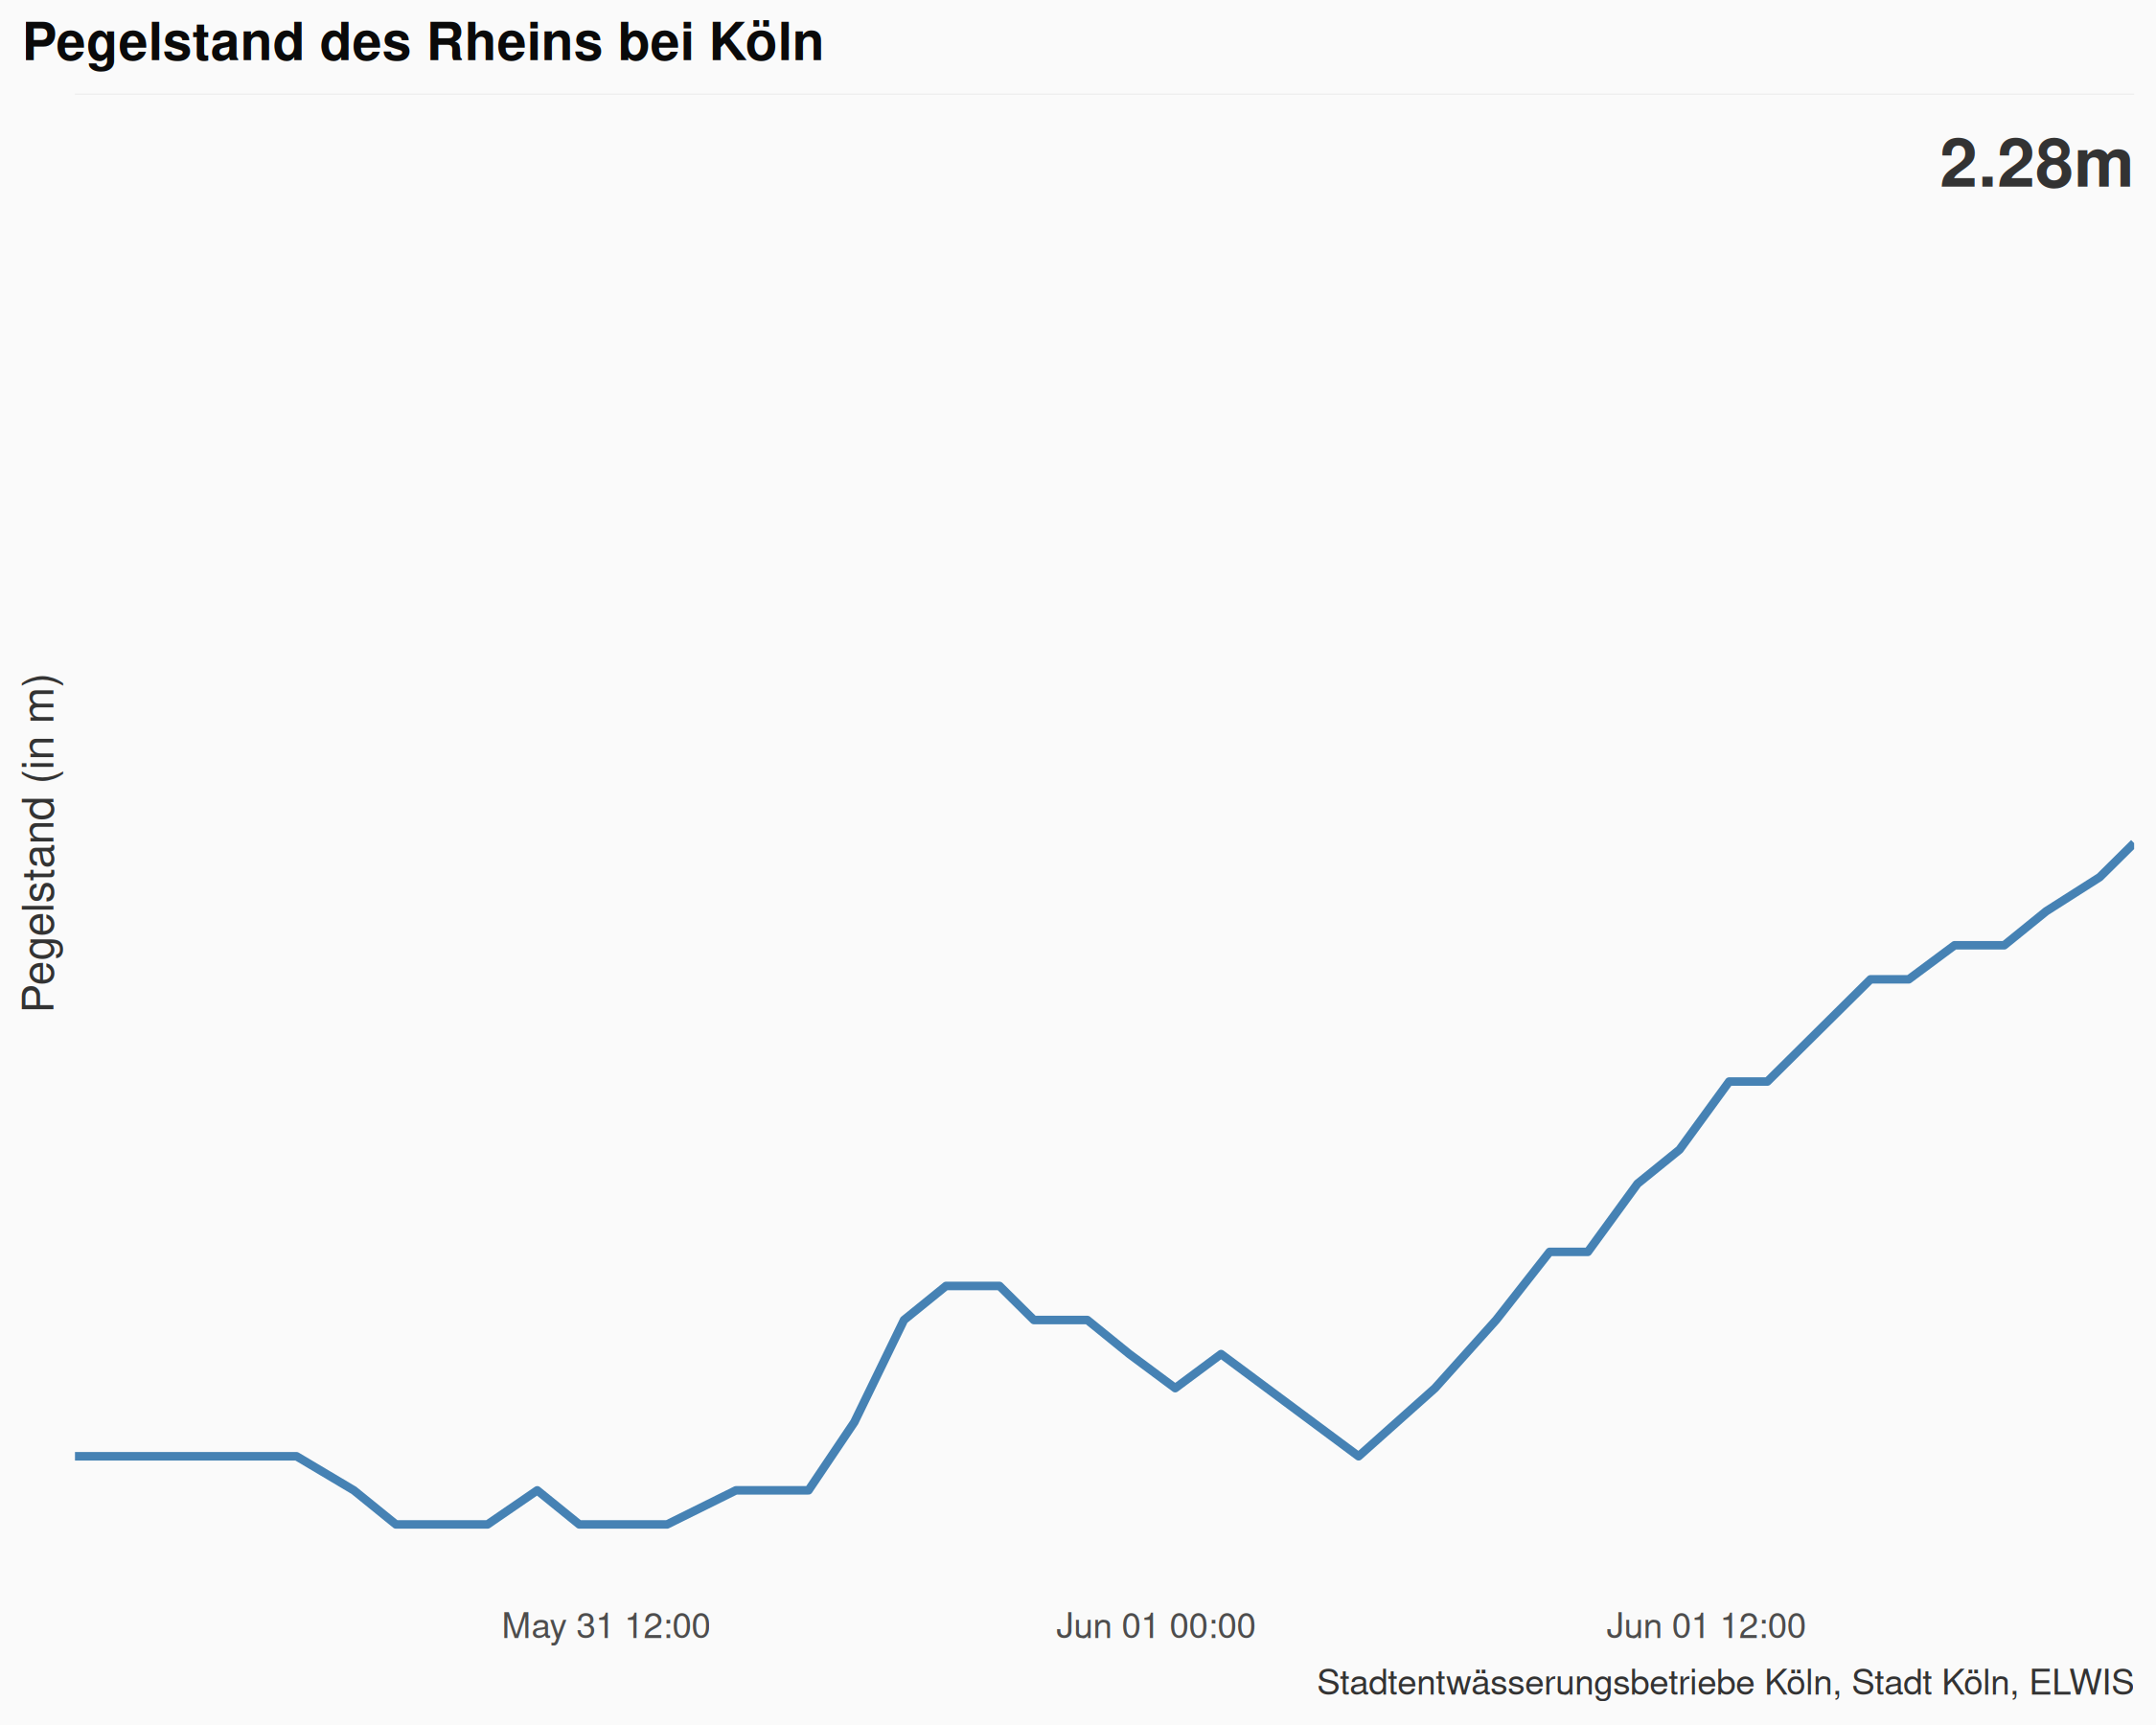 Pegelstand des Rheins bei Köln
2.28m
Pegelstand (in m)
May 31 12:00
Jun 01 00:00
Jun 01 12:00
Stadtentwässerungsbetriebe Köln, Stadt Köln, ELWIS